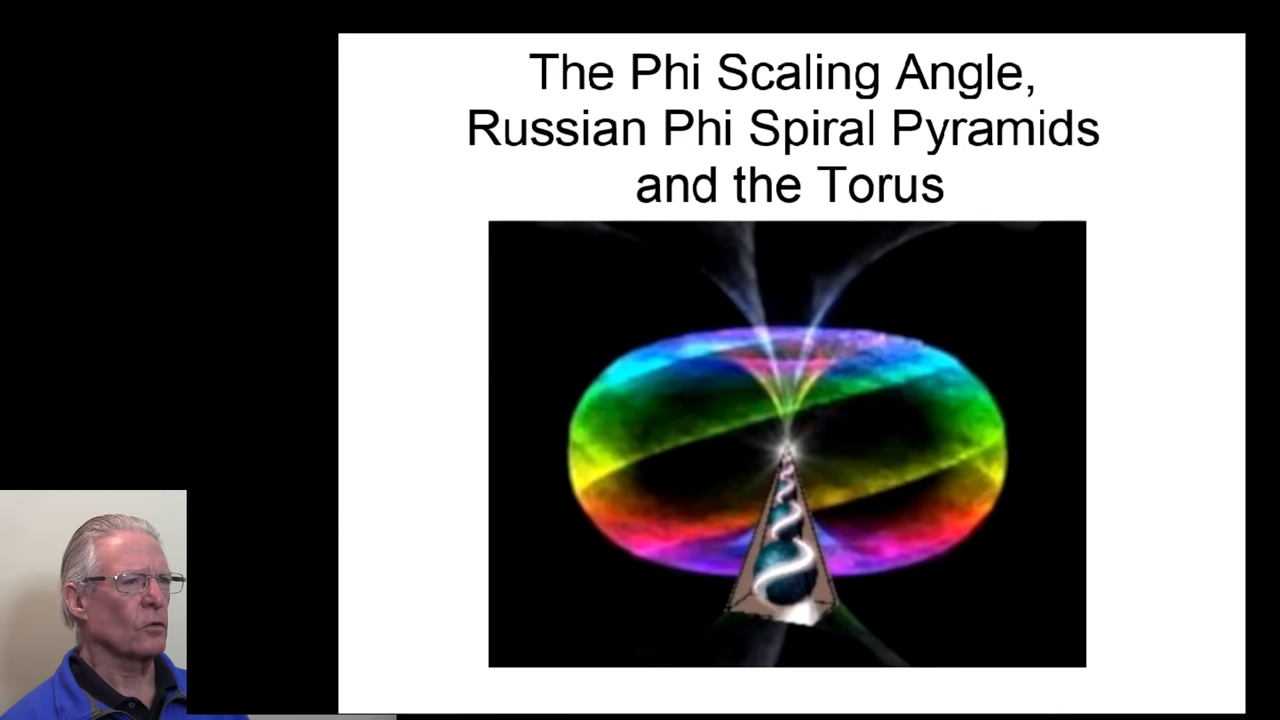 The Phi Scaling Angle,
Russian Phi Spiral Pyramids
and the Torus